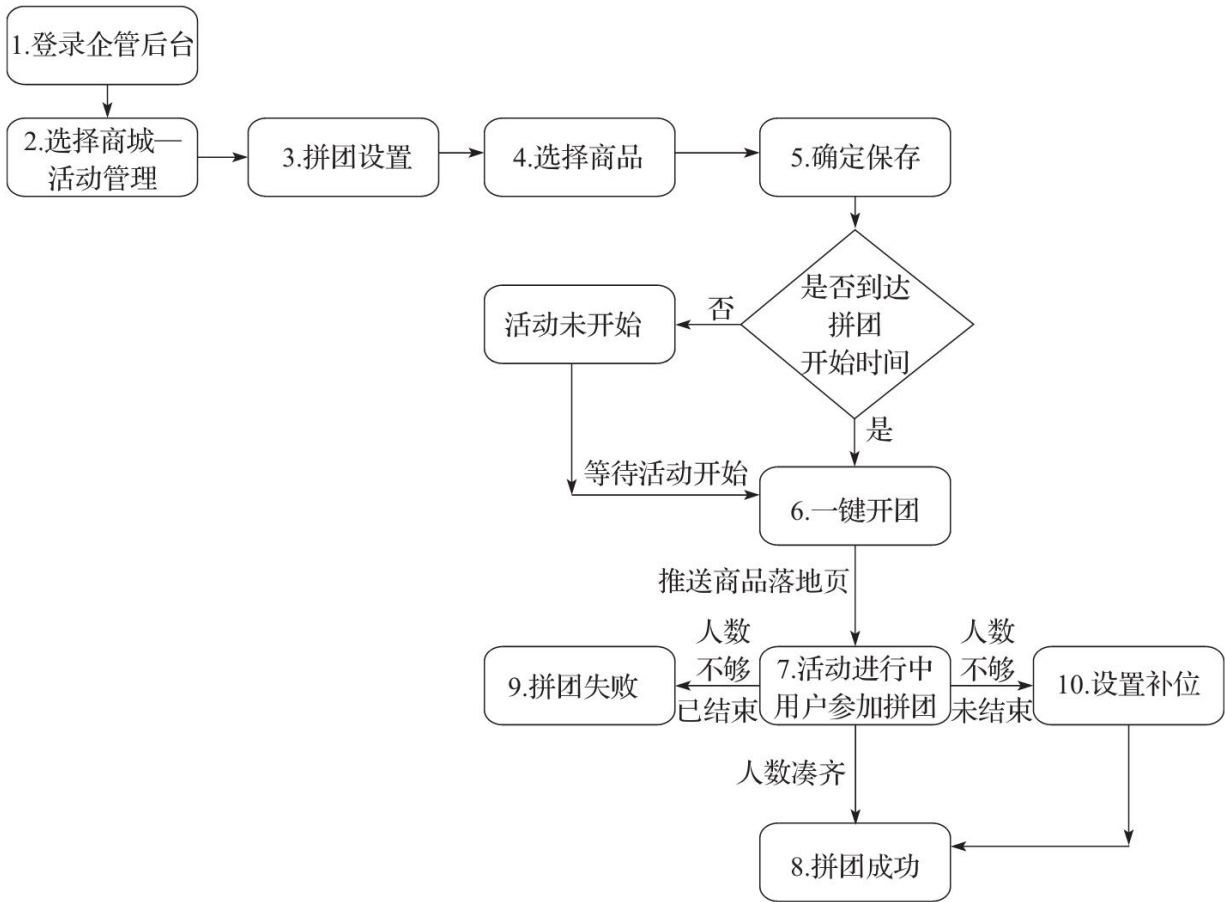 1.登录企管后台
2.选择商城—
活动管理
3.拼团设置
4.选择商品
5.确定保存
是否到达
拼团
开始时间
否
活动未开始
是
等待活动开始
6.一键开团
推送商品落地页
人数
不够
已结束
9.拼团失败
7.活动进行中
用户参加拼团
人数
不够
未结束
10.设置补位
人数凑齐
8.拼团成功